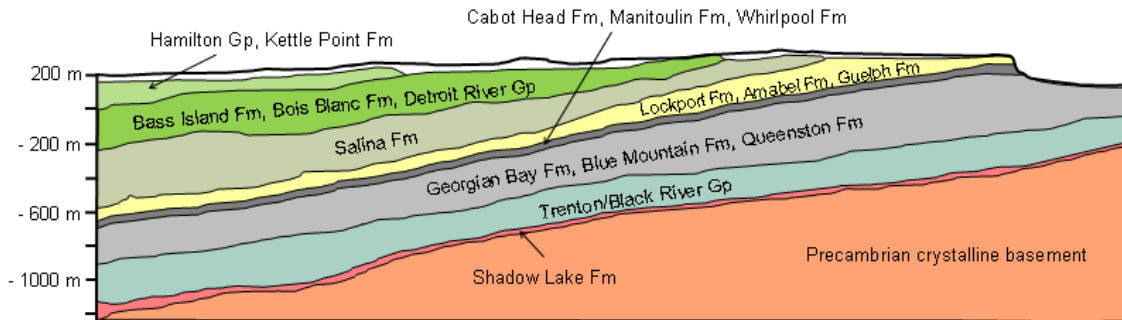 Cabot Head Fm, Manitoulin Fm, Whirlpool Fm
Hamilton Gp, Kettle Point Fm
200 m
Bass Island Fm, Bois Blanc Fm, Detroit River Gp
Lockport Fm, Amabel Fm, Guelph Fm
- 200 m
Salina Fm
Georgian Bay Fm, Blue Mountain Fm, Queenston Fm
- 600 m
Trenton/Black River Gp
Precambrian crystalline basement
- 1000 m
Shadow Lake Fm